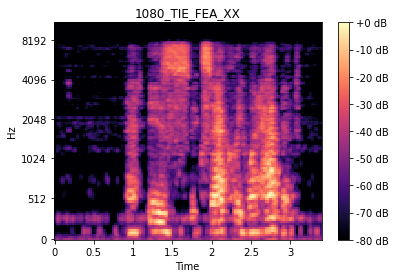 1080_TIE_FEA_XX
+0 dB
8192
-10 dB
4096
-20 dB
-30 dB
2048
Hz
-40 dB
1024
-50 dB
512
-60 dB
-70 dB
0
-80 dB
0 0.5 1 1.5 2 2.5 3
Time